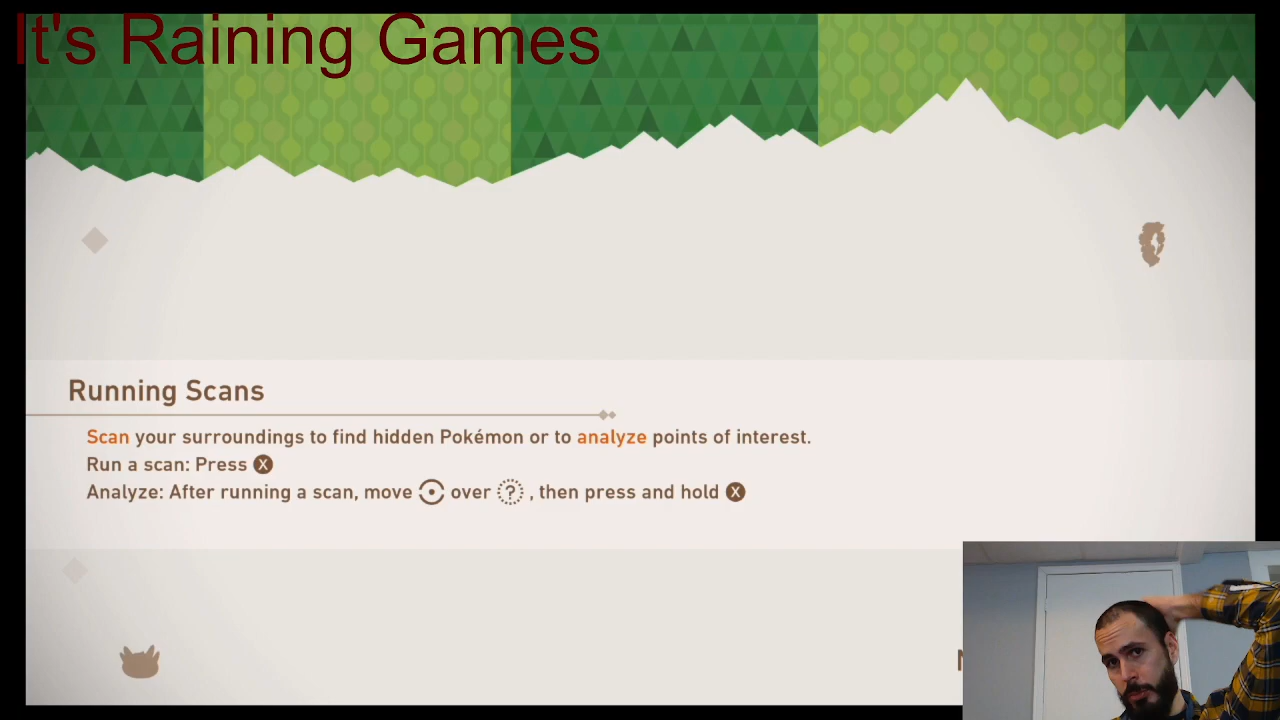 It's Raining Games
Running Scans
Scan your surroundings to find hidden Pokémon or to analyze points of interest.
Run a scan: Press X
Analyze: After running a scan, move over ? , then press and hold X